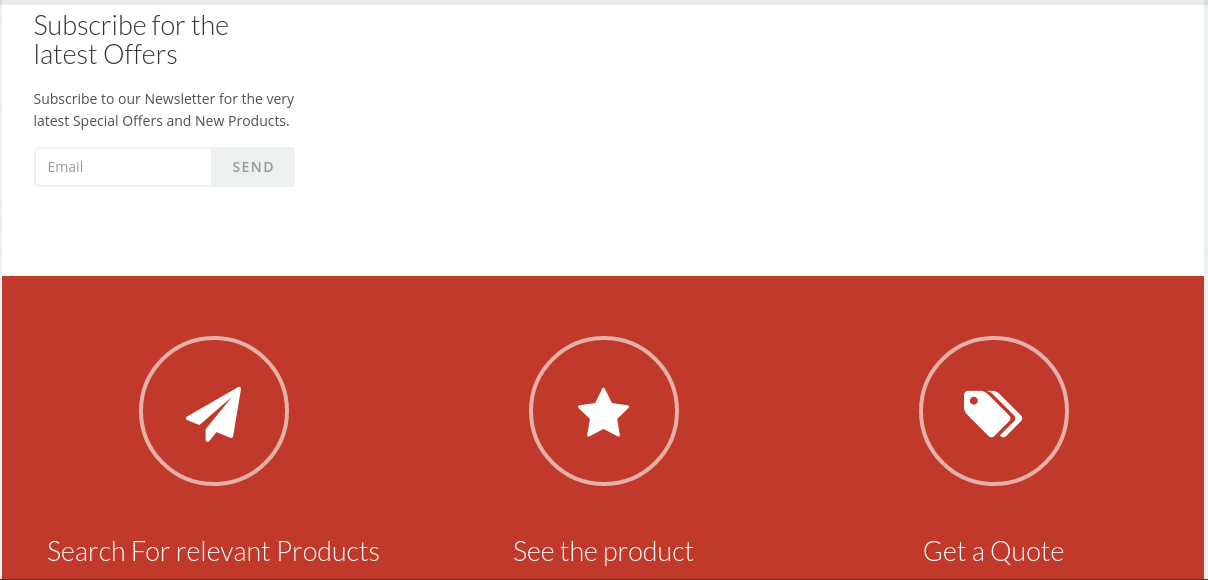 Subscribe for the
latest Offers
Subscribe to our Newsletter for the very
latest Special Offers and New Products.
Email
SEND
Search For relevant Products
See the product
Get a Quote